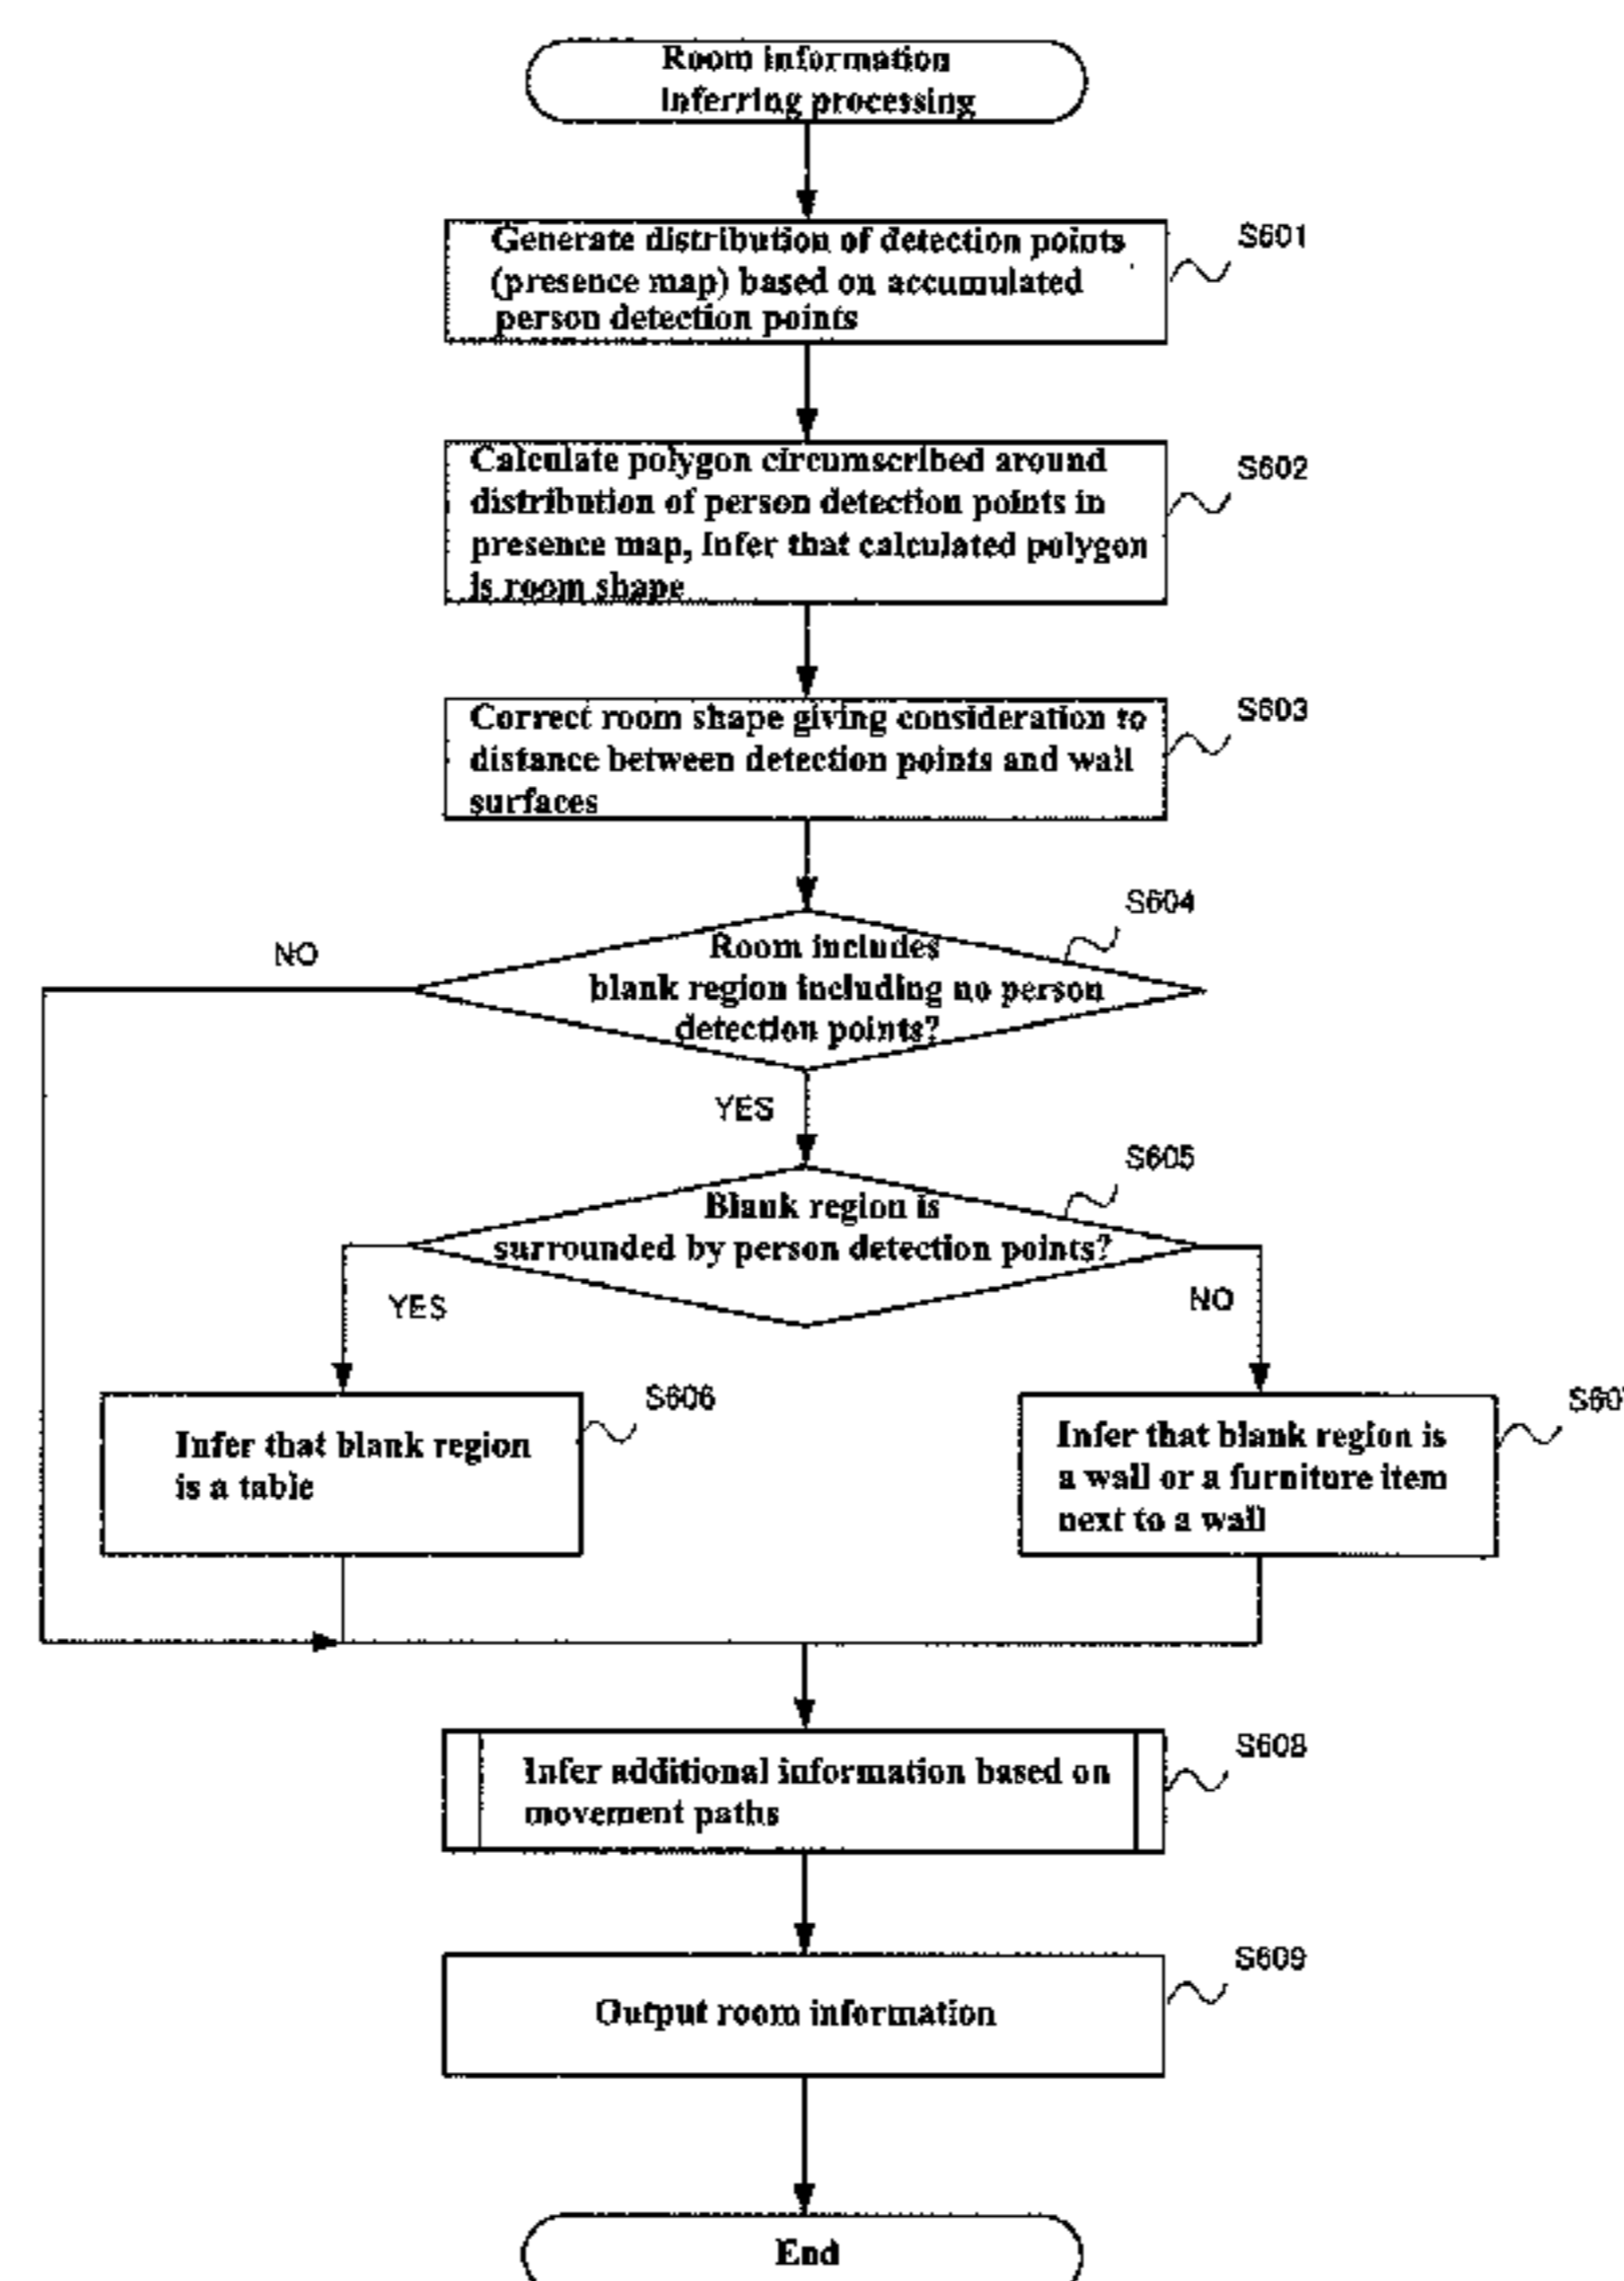 Room information
inferring processing
Generate distribution of detection points
(presence map) based on accumulated
person detection points
S601
Calculate polygon circumscribed around
distribution of person detection points in
presence map, Infer that calculated polygon
is room shape
S602
Correct room shape giving consideration to
distance between detection points and wall
surfaces
S603
S604
NO
Room includes
blank region including no person
detection points?
YES
S605
Blank region is
surrounded by person detection points?
YES
NO
S606
Infer that blank region
is a table
Infer that blank region is
a wall or a furniture item
next to a wall
Infer additional information based on
movement paths
S608
Output room information
S609
End